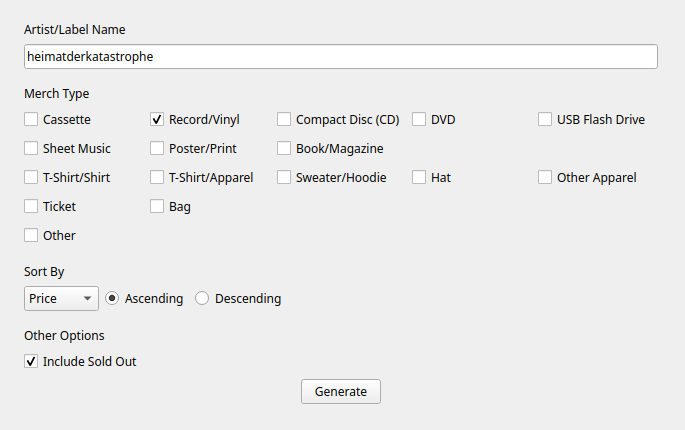 Artist/Label Name
heimatderkatastrophe
Merch Type
Cassette Record/Vinyl Compact Disc (CD) DVD USB Flash Drive
Sheet Music Poster/Print Book/Magazine
T-Shirt/Shirt T-Shirt/Apparel Sweater/Hoodie Hat Other Apparel
Ticket Bag
Other
Sort By
Price Ascending Descending
Other Options
Include Sold Out
Generate